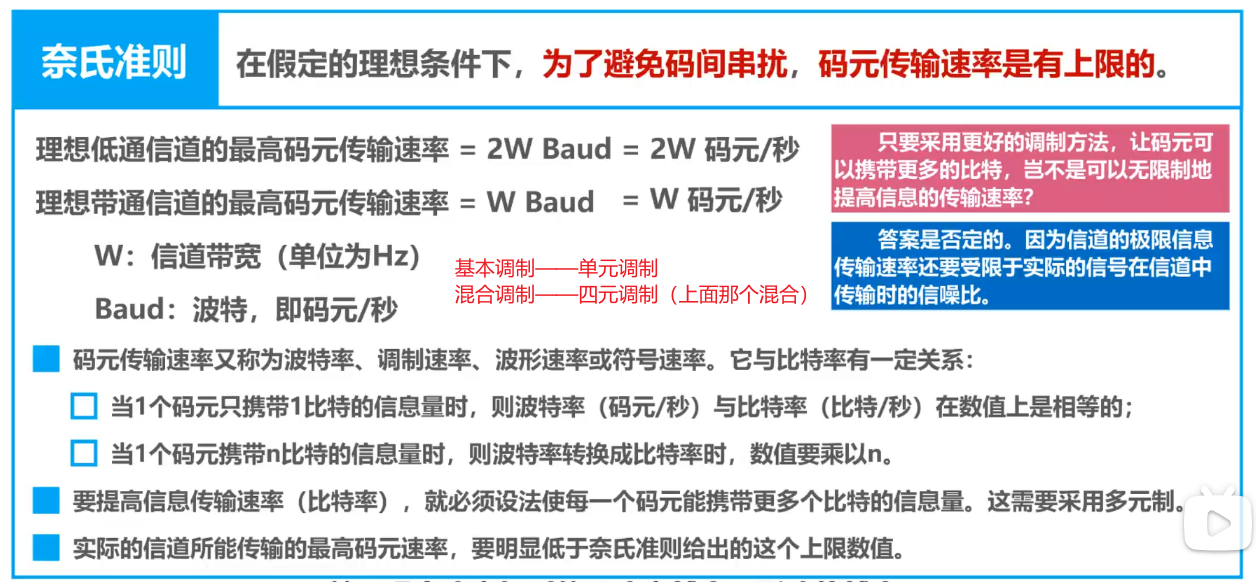 奈氏准则
在假定的理想条件下，为了避免码间串扰，码元传输速率是有上限的。
理想低通信道的最高码元传输速率 = 2W Baud = 2W 码元/秒
理想带通信道的最高码元传输速率 = W Baud = W 码元/秒
W：信道带宽（单位为Hz）
Baud：波特，即码元/秒
基本调制——单元调制
混合调制——四元调制（上面那个混合）
只要采用更好的调制方法，让码元可
以携带更多的比特，岂不是可以无限制地
提高信息的传输速率？
答案是否定的。因为信道的极限信息
传输速率还要受限于实际的信号在信道中
传输时的信噪比。
码元传输速率又称为波特率、调制速率、波形速率或符号速率。它与比特率有一定关系：
当1个码元只携带1比特的信息量时，则波特率（码元/秒）与比特率（比特/秒）在数值上是相等的；
当1个码元携带n比特的信息量时，则波特率转换成比特率时，数值要乘以n。
要提高信息传输速率（比特率），就必须设法使每一个码元能携带更多个比特的信息量。这需要采用多元制。
实际的信道所能传输的最高码元速率，要明显低于奈氏准则给出的这个上限数值。